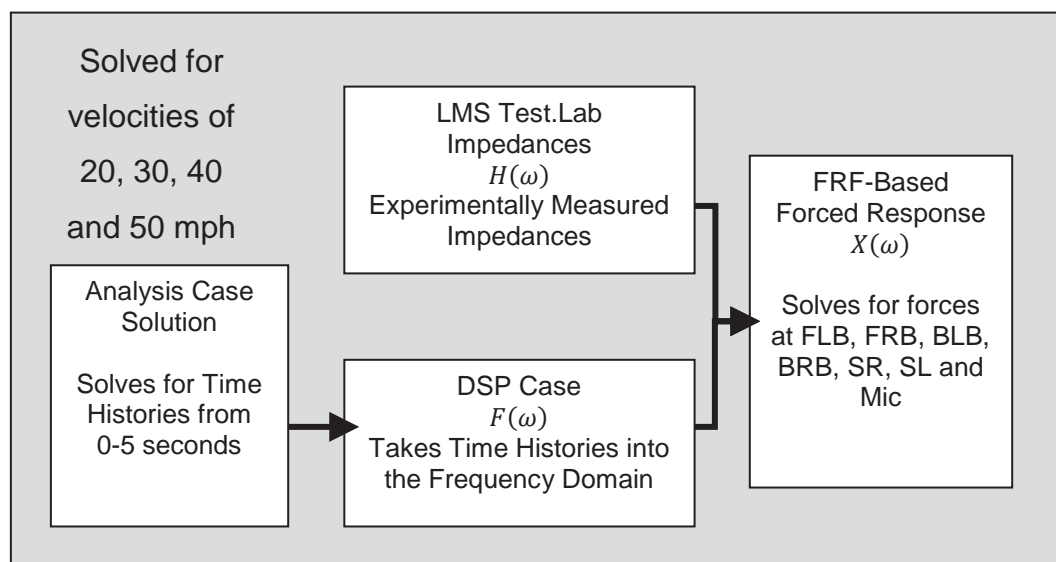 Solved for
velocities of
20, 30, 40
and 50 mph
Analysis Case
Solution
Solves for Time
Histories from
0-5 seconds
LMS Test.Lab
Impedances
𝐻(𝜔)
Experimentally Measured
Impedances
DSP Case
𝐹(𝜔)
Takes Time Histories into
the Frequency Domain
FRF-Based
Forced Response
𝑋(𝜔)
Solves for forces
at FLB, FRB, BLB,
BRB, SR, SL and
Mic